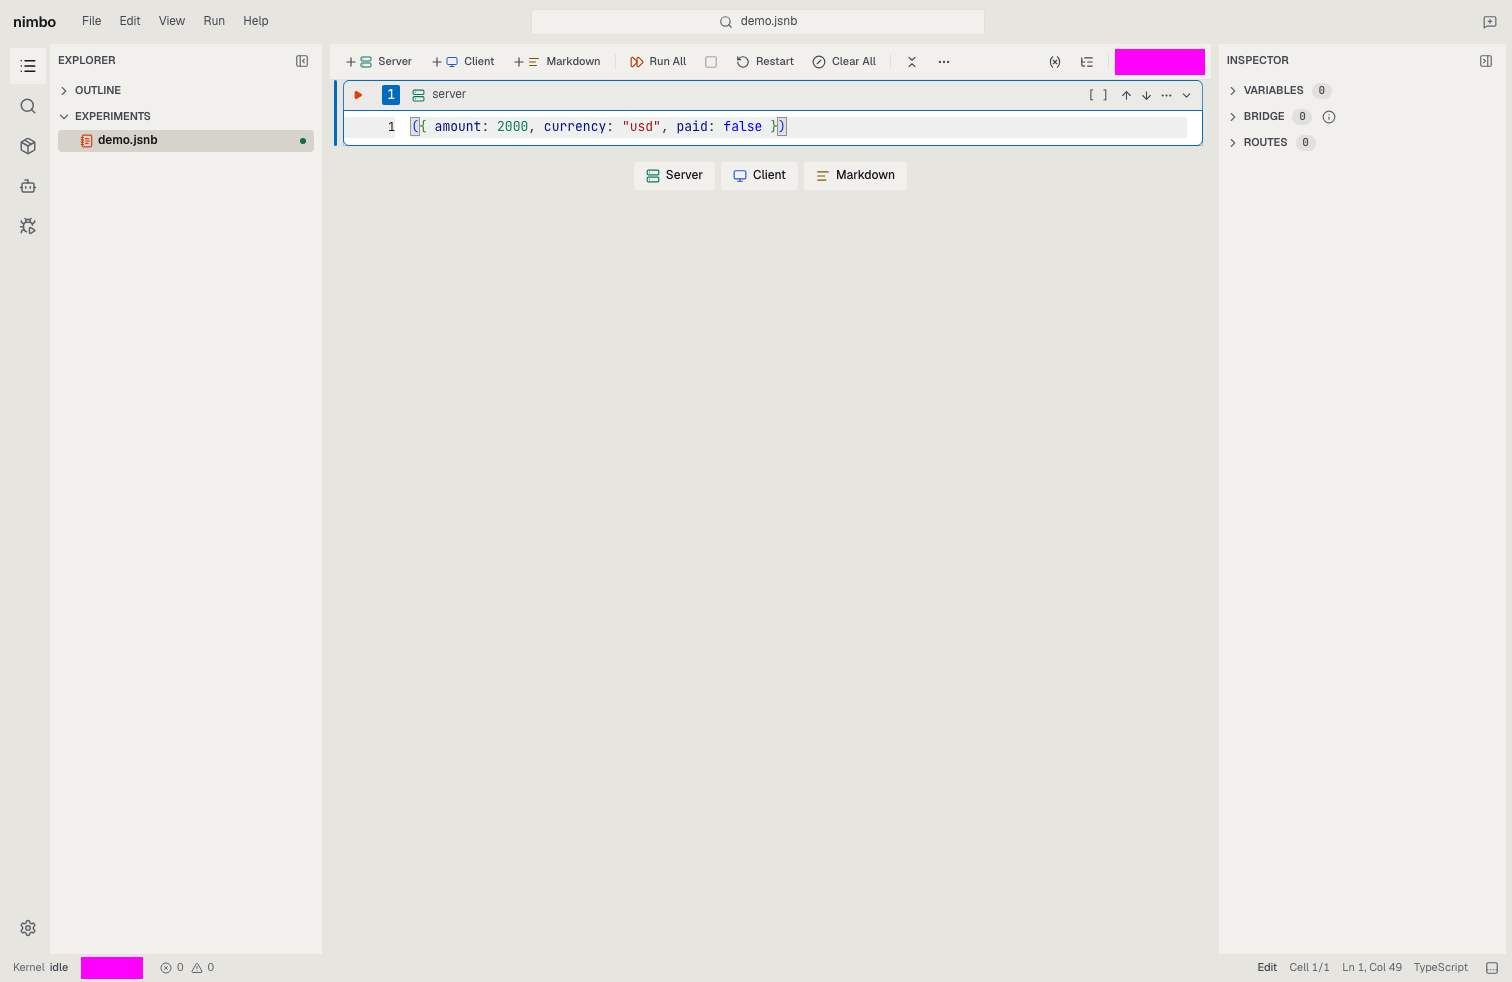 nimbo File Edit View Run Help demo.jsnb
EXPLORER
OUTLINE
EXPERIMENTS
demo.jsnb
Server Client Markdown Run All Restart Clear All
1 server [ ]
1 ({ amount: 2000, currency: "usd", paid: false })
Server Client Markdown
INSPECTOR
VARIABLES 0
BRIDGE 0
ROUTES 0
Kernel idle 0 0 Edit Cell 1/1 Ln 1, Col 49 TypeScript